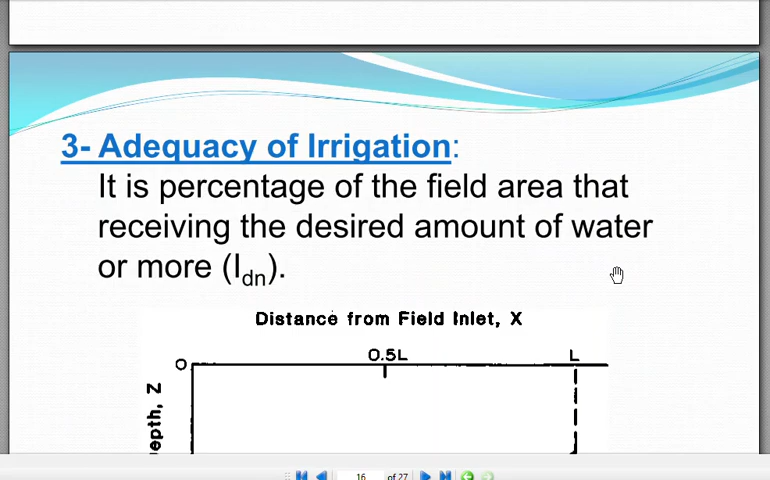 3- Adequacy of Irrigation:
It is percentage of the field area that
receiving the desired amount of water
or more (Idn).
Distance from Field Inlet, X
0.5L L
0
epth, Z
16 of 27